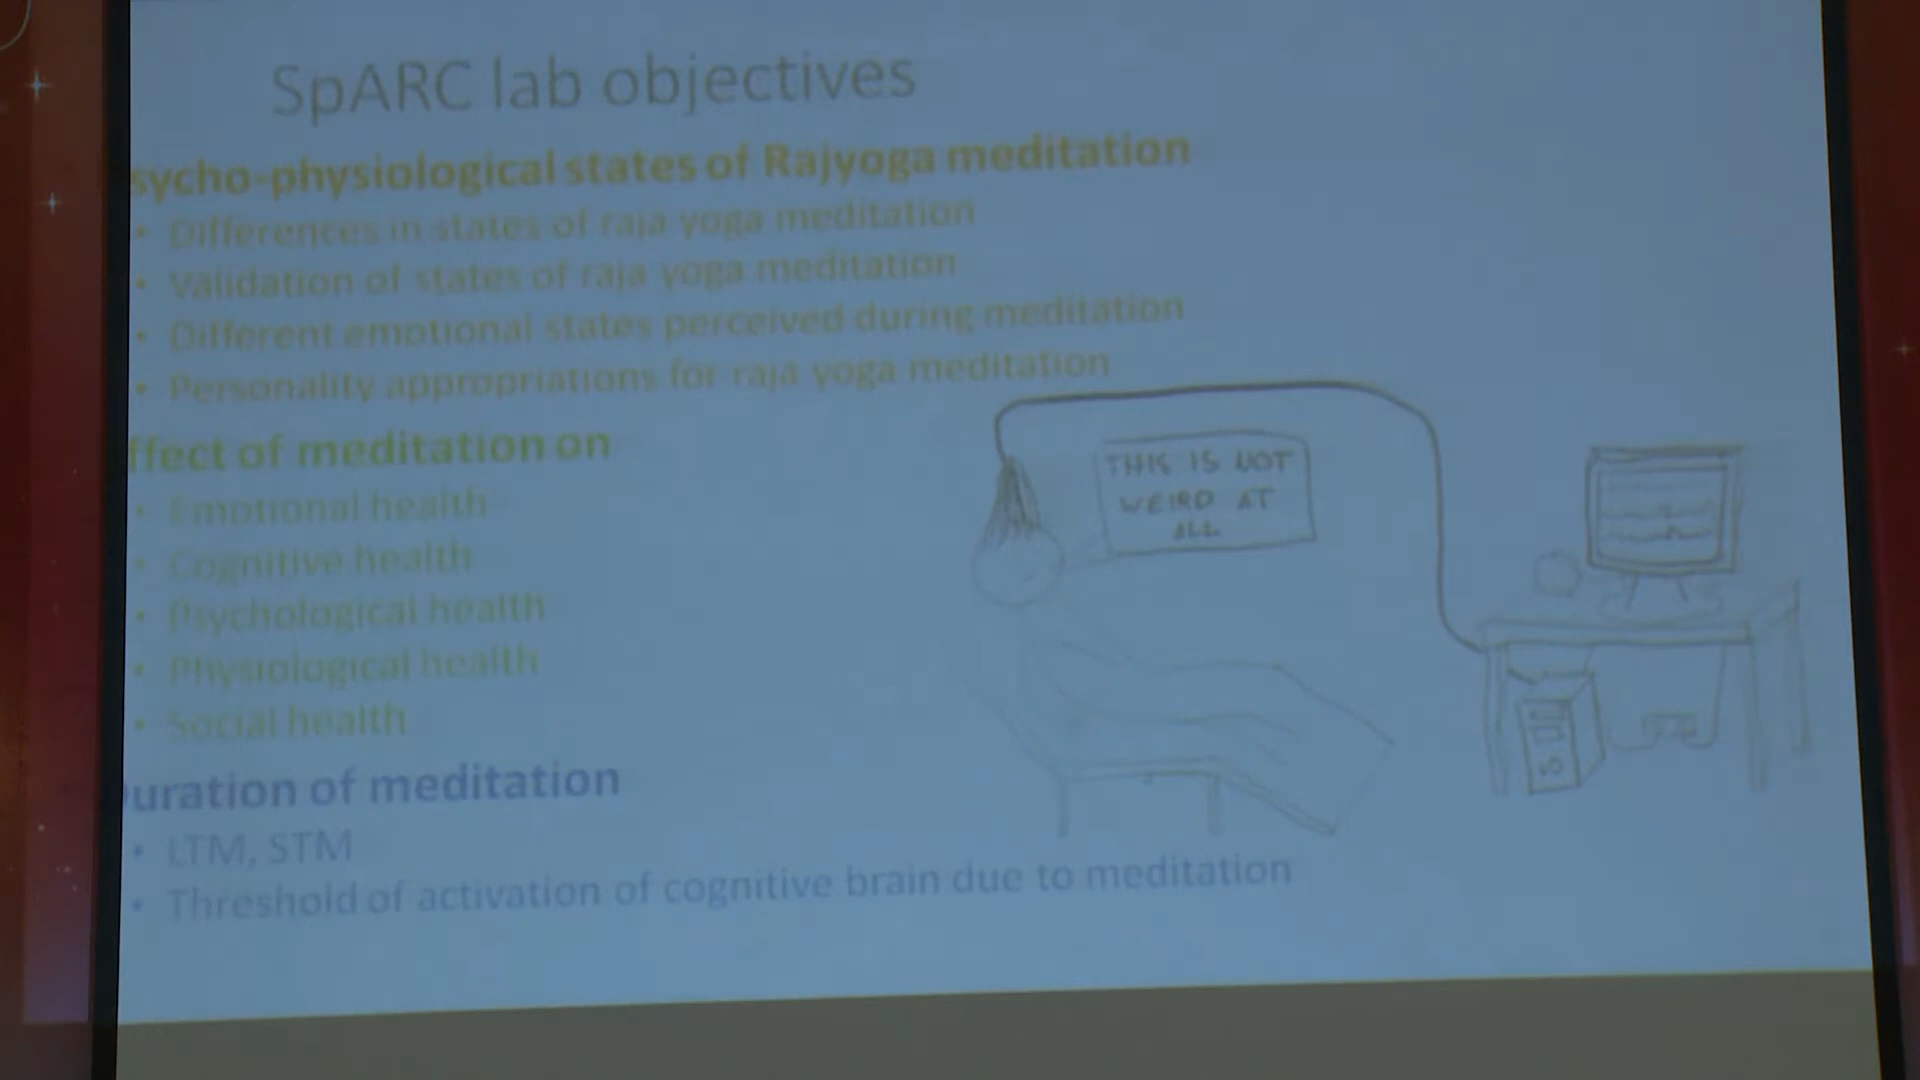 SpARC lab objectives
sycho-physiological states of Rajyoga meditation
• Differences in states of raja yoga meditation
• Validation of states of raja yoga meditation
• Different emotional states perceived during meditation
• Personality appropriations for raja yoga meditation
ffect of meditation on
• Emotional health
• Cognitive health
• Psychological health
• Physiological health
• Social health
uration of meditation
• LTM, STM
• Threshold of activation of cognitive brain due to meditation
THIS IS NOT
WEIRD AT
ALL